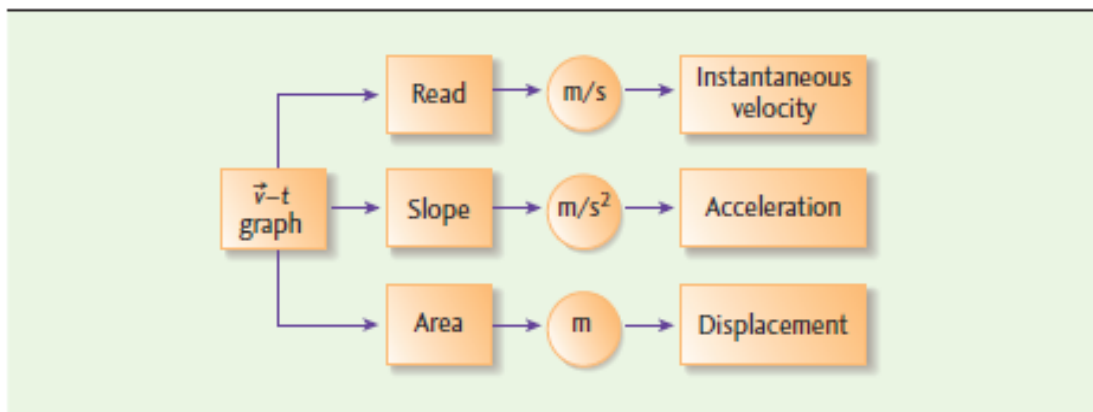 Read
m/s
Instantaneous
velocity
v⃗–t
graph
Slope
m/s²
Acceleration
Area
m
Displacement